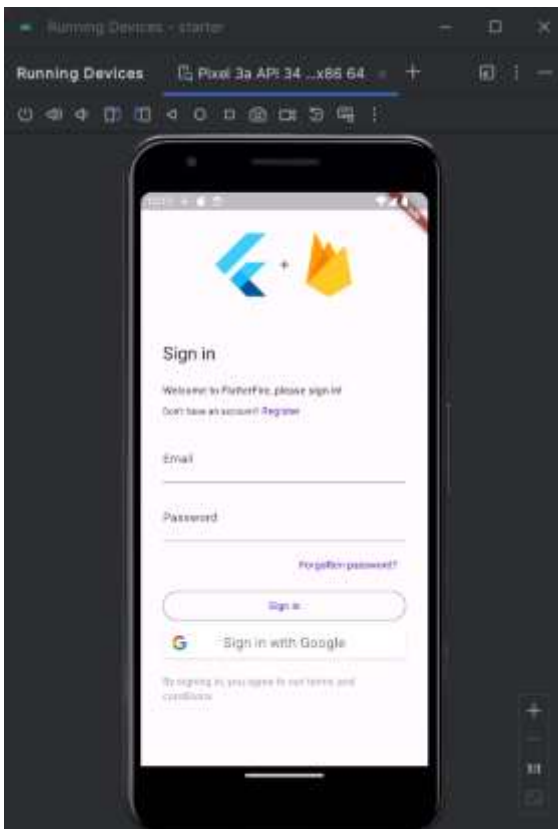 Running Devices - starter
Running Devices Pixel 3a API 34 ...x86 64
+
Sign in
Welcome to FlutterFire, please sign in!
Don't have an account? Register
Email
Password
Forgotten password?
Sign in
Sign in with Google
By signing in, you agree to our terms and
conditions.
1:1